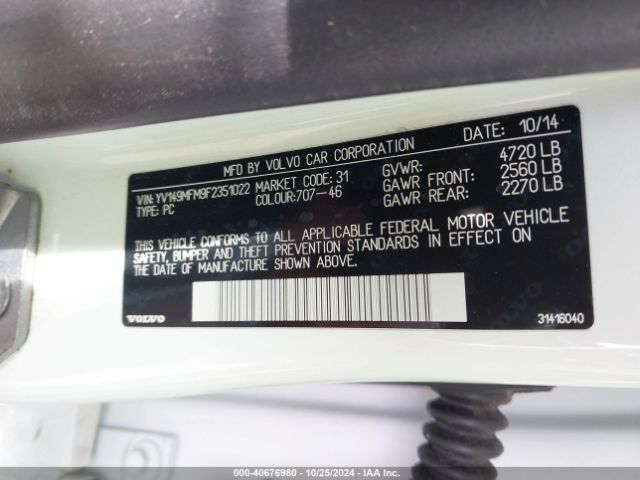 MFD BY VOLVO CAR CORPORATION DATE: 10/14
VIN: YV149MFM9F2351022 MARKET CODE: 31 GVWR: 4720 LB
TYPE: PC COLOUR:707-46 GAWR FRONT: 2560 LB
GAWR REAR: 2270 LB
THIS VEHICLE CONFORMS TO ALL APPLICABLE FEDERAL MOTOR VEHICLE
SAFETY, BUMPER AND THEFT PREVENTION STANDARDS IN EFFECT ON
THE DATE OF MANUFACTURE SHOWN ABOVE.
VOLVO 31416040
000-40676980 • 10/25/2024 • IAA Inc.